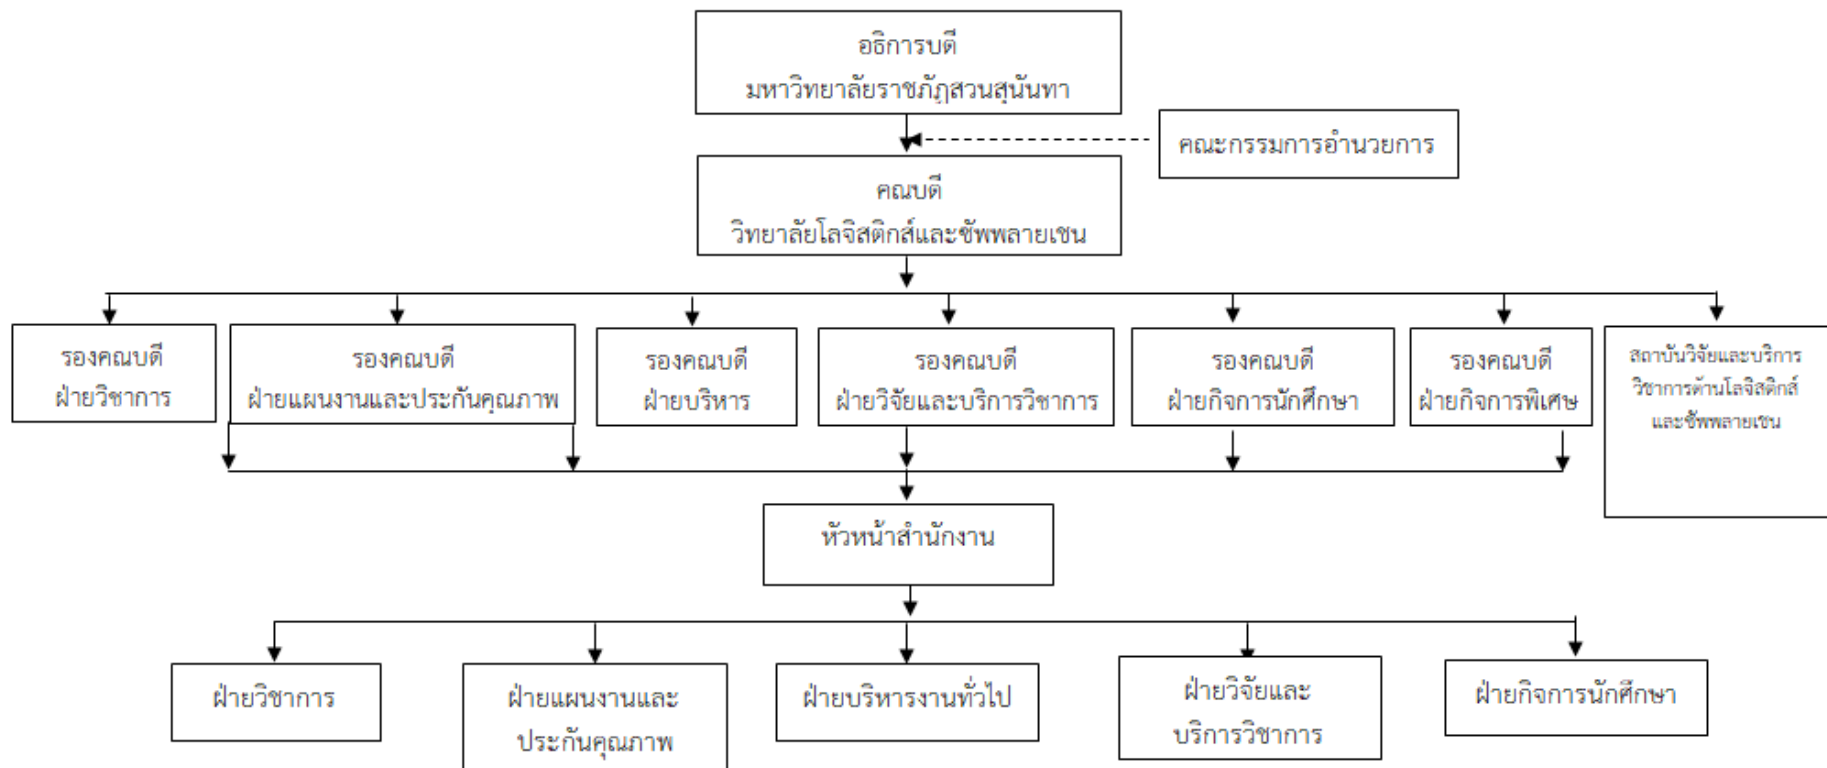 อธิการบดี
มหาวิทยาลัยราชภัฏสวนสุนันทา
คณะกรรมการอำนวยการ
คณบดี
วิทยาลัยโลจิสติกส์และซัพพลายเชน
รองคณบดี
ฝ่ายวิชาการ
รองคณบดี
ฝ่ายแผนงานและประกันคุณภาพ
รองคณบดี
ฝ่ายบริหาร
รองคณบดี
ฝ่ายวิจัยและบริการวิชาการ
รองคณบดี
ฝ่ายกิจการนักศึกษา
รองคณบดี
ฝ่ายกิจการพิเศษ
สถาบันวิจัยและบริการ
วิชาการด้านโลจิสติกส์
และซัพพลายเชน
หัวหน้าสำนักงาน
ฝ่ายวิชาการ
ฝ่ายแผนงานและ
ประกันคุณภาพ
ฝ่ายบริหารงานทั่วไป
ฝ่ายวิจัยและ
บริการวิชาการ
ฝ่ายกิจการนักศึกษา